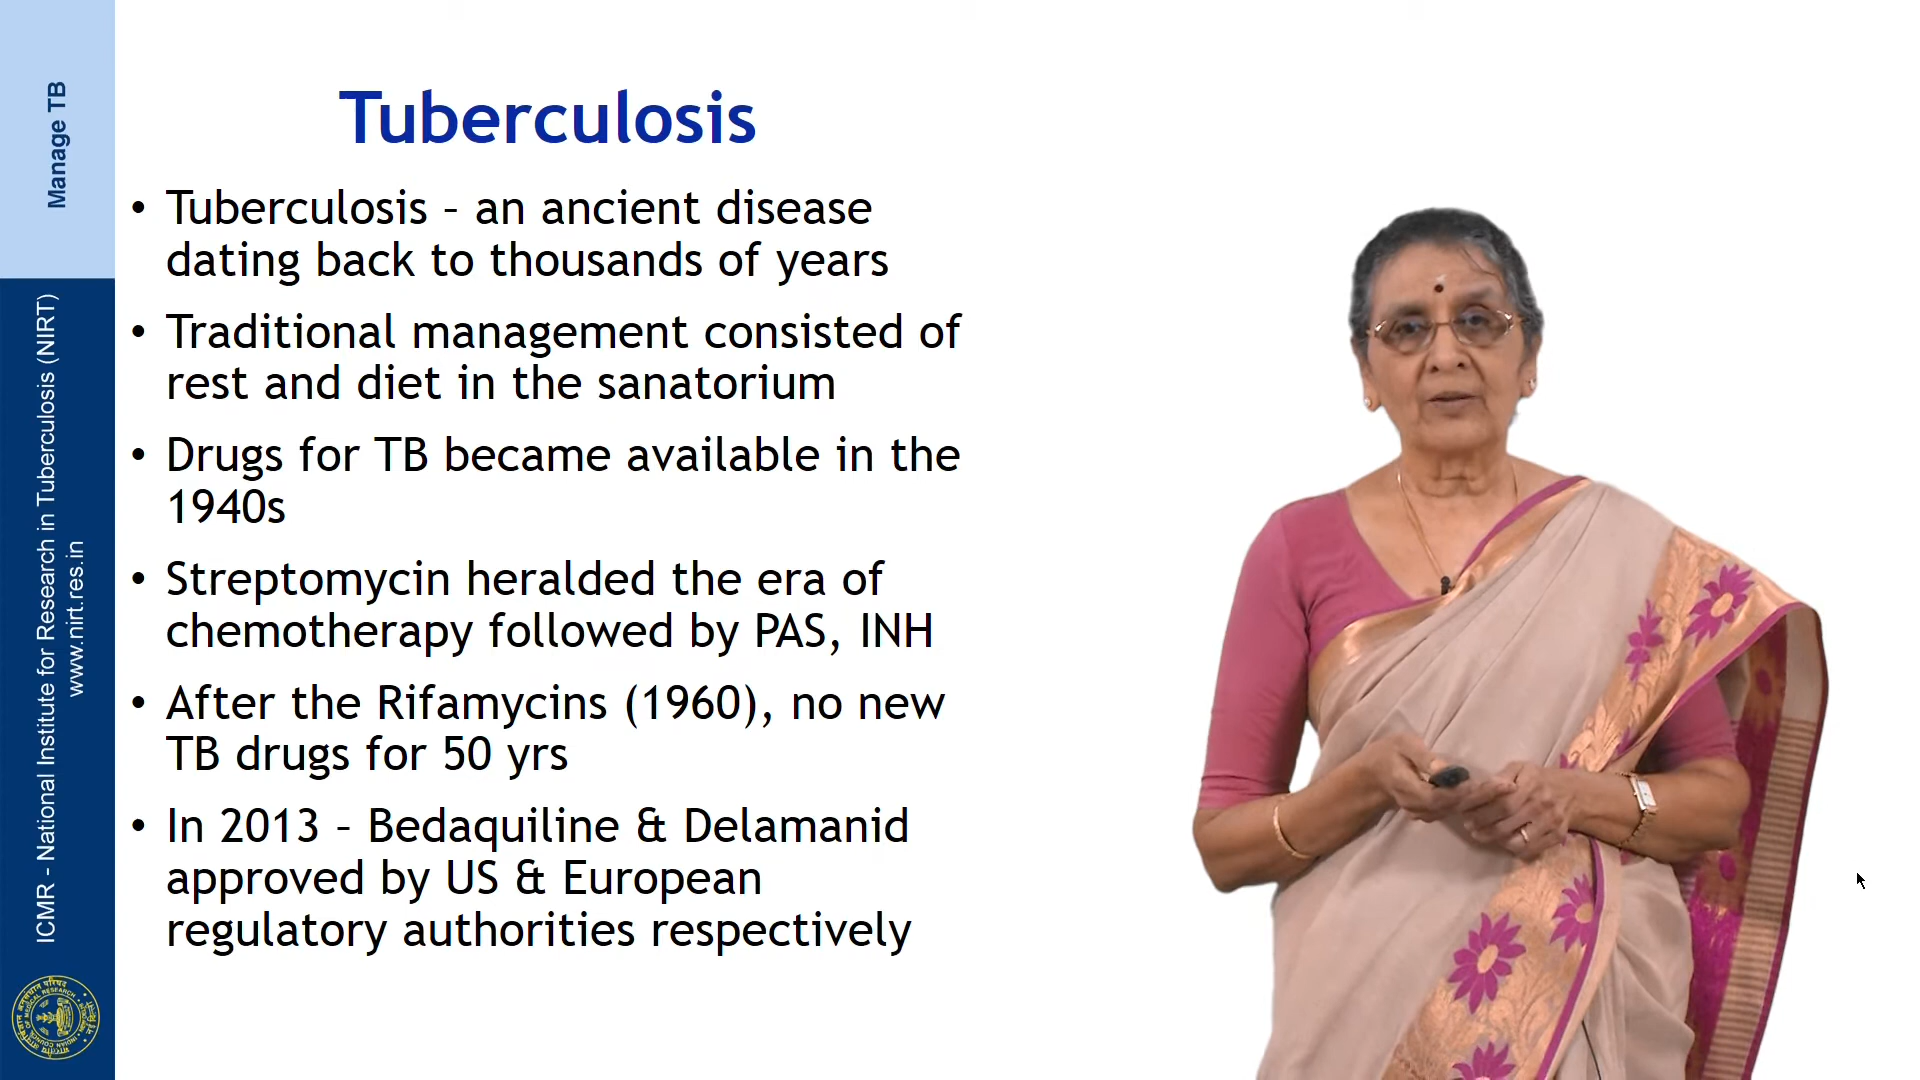 Manage TB
ICMR - National Institute for Research in Tuberculosis (NIRT)
www.nirt.res.in
Tuberculosis
• Tuberculosis – an ancient disease
dating back to thousands of years
• Traditional management consisted of
rest and diet in the sanatorium
• Drugs for TB became available in the
1940s
• Streptomycin heralded the era of
chemotherapy followed by PAS, INH
• After the Rifamycins (1960), no new
TB drugs for 50 yrs
• In 2013 – Bedaquiline & Delamanid
approved by US & European
regulatory authorities respectively